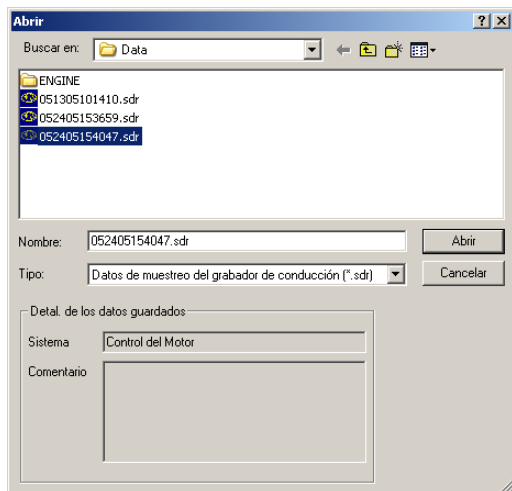 Abrir
Buscar en: Data
ENGINE
051305101410.sdr
052405153659.sdr
052405154047.sdr
Nombre: 052405154047.sdr Abrir
Tipo: Datos de muestreo del grabador de conducción (*.sdr) Cancelar
Detal. de los datos guardados
Sistema Control del Motor
Comentario